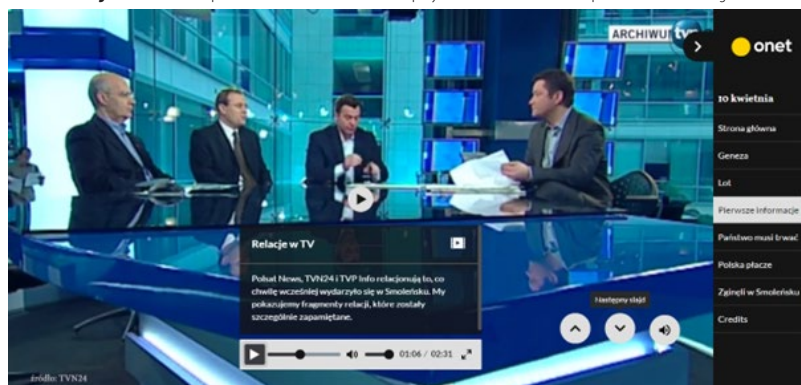 ARCHIWUM tvn
onet
10 kwietnia
Strona główna
Geneza
Lot
Pierwsze informacje
Państwo musi trwać
Polska płacze
Zginęli w Smoleńsku
Credits
Relacje w TV
Polsat News, TVN24 i TVP Info relacjonują to, co
chwilę wcześniej wydarzyło się w Smoleńsku. My
pokazujemy fragmenty relacji, które zostały
szczególnie zapamiętane.
Następny slajd
01:06 / 02:31
źródło: TVN24